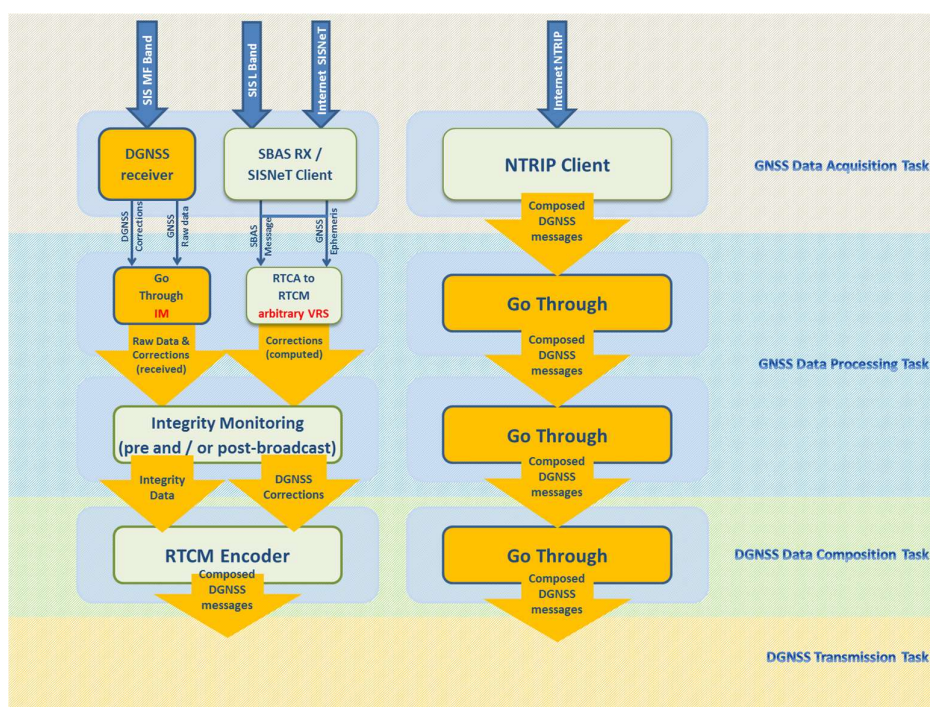 SIS MF Band
SIS L Band
Internet SISNeT
Internet NTRIP
DGNSS
receiver
SBAS RX /
SISNeT Client
NTRIP Client
GNSS Data Acquisition Task
DGNSS
Corrections
GNSS
Raw data
SBAS
Message
GNSS
Ephemeris
Composed
DGNSS
messages
Go
Through
IM
RTCA to
RTCM
arbitrary VRS
Go Through
Raw Data &
Corrections
(received)
Corrections
(computed)
Composed
DGNSS
messages
GNSS Data Processing Task
Integrity Monitoring
(pre and / or post-broadcast)
Go Through
Integrity
Data
DGNSS
Corrections
Composed
DGNSS
messages
RTCM Encoder
Go Through
DGNSS Data Composition Task
Composed
DGNSS
messages
Composed
DGNSS
messages
DGNSS Transmission Task